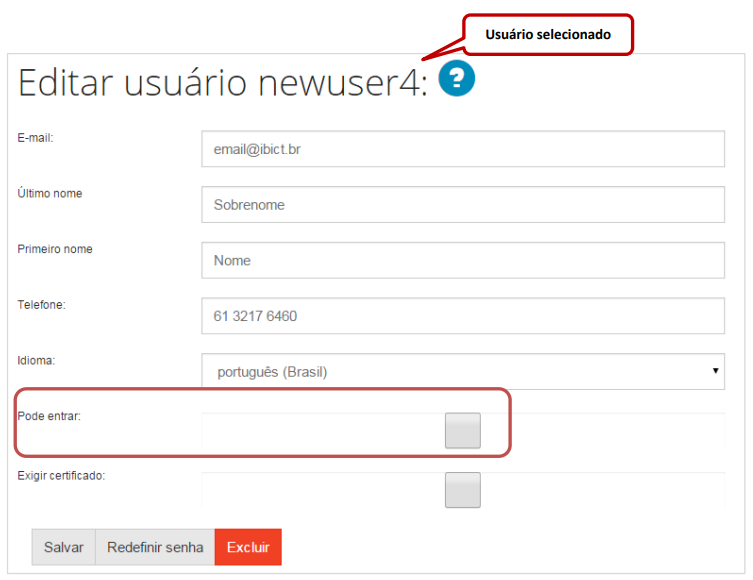 Usuário selecionado
Editar usuário newuser4: ?
E-mail:
email@ibict.br
Último nome
Sobrenome
Primeiro nome
Nome
Telefone:
61 3217 6460
Idioma:
português (Brasil)
Pode entrar:
Exigir certificado:
Salvar Redefinir senha Excluir